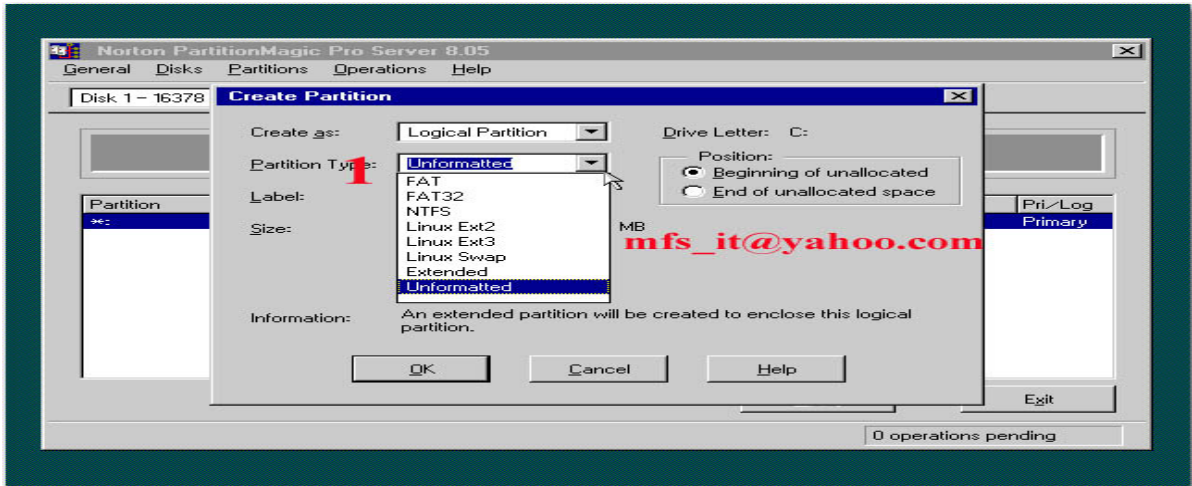 Norton PartitionMagic Pro Server 8.05
General Disks Partitions Operations Help
Disk 1 - 16378
Create Partition
Create as: Logical Partition
Drive Letter: C:
Partition Type: Unformatted
1
Position:
Beginning of unallocated
End of unallocated space
FAT
FAT32
NTFS
Linux Ext2
Linux Ext3
Linux Swap
Extended
Unformatted
Label:
Size:
MB
mfs_it@yahoo.com
Partition
Pri/Log
*:
Primary
Information: An extended partition will be created to enclose this logical
partition.
OK Cancel Help
Exit
0 operations pending